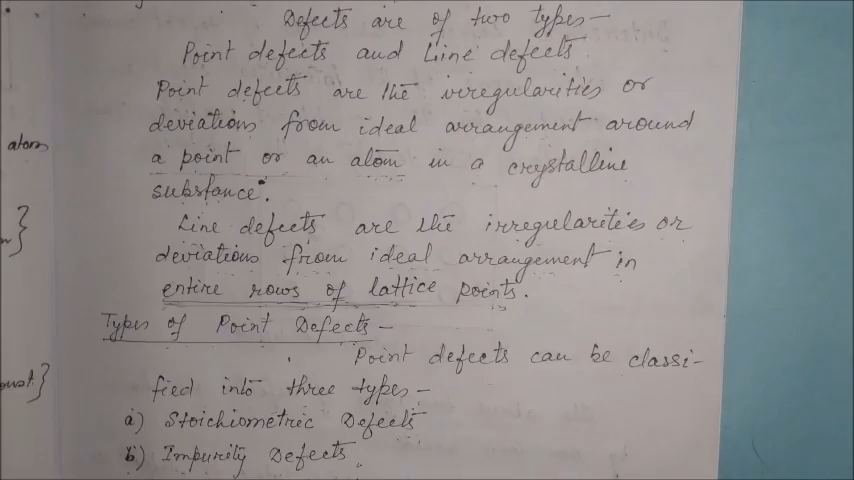 Defects are of two types-
Point defects and Line defects
Point defects are the irregularities or
deviations from ideal arrangement around
atom
a point or an atom in a crystalline
substance.
Line defects are the irregularities or
deviations from ideal arrangement in
entire rows of lattice points.
Types of Point Defects-
Point defects can be classi-
fied into three types-
a) Stoichiometric Defects
b) Impurity Defects